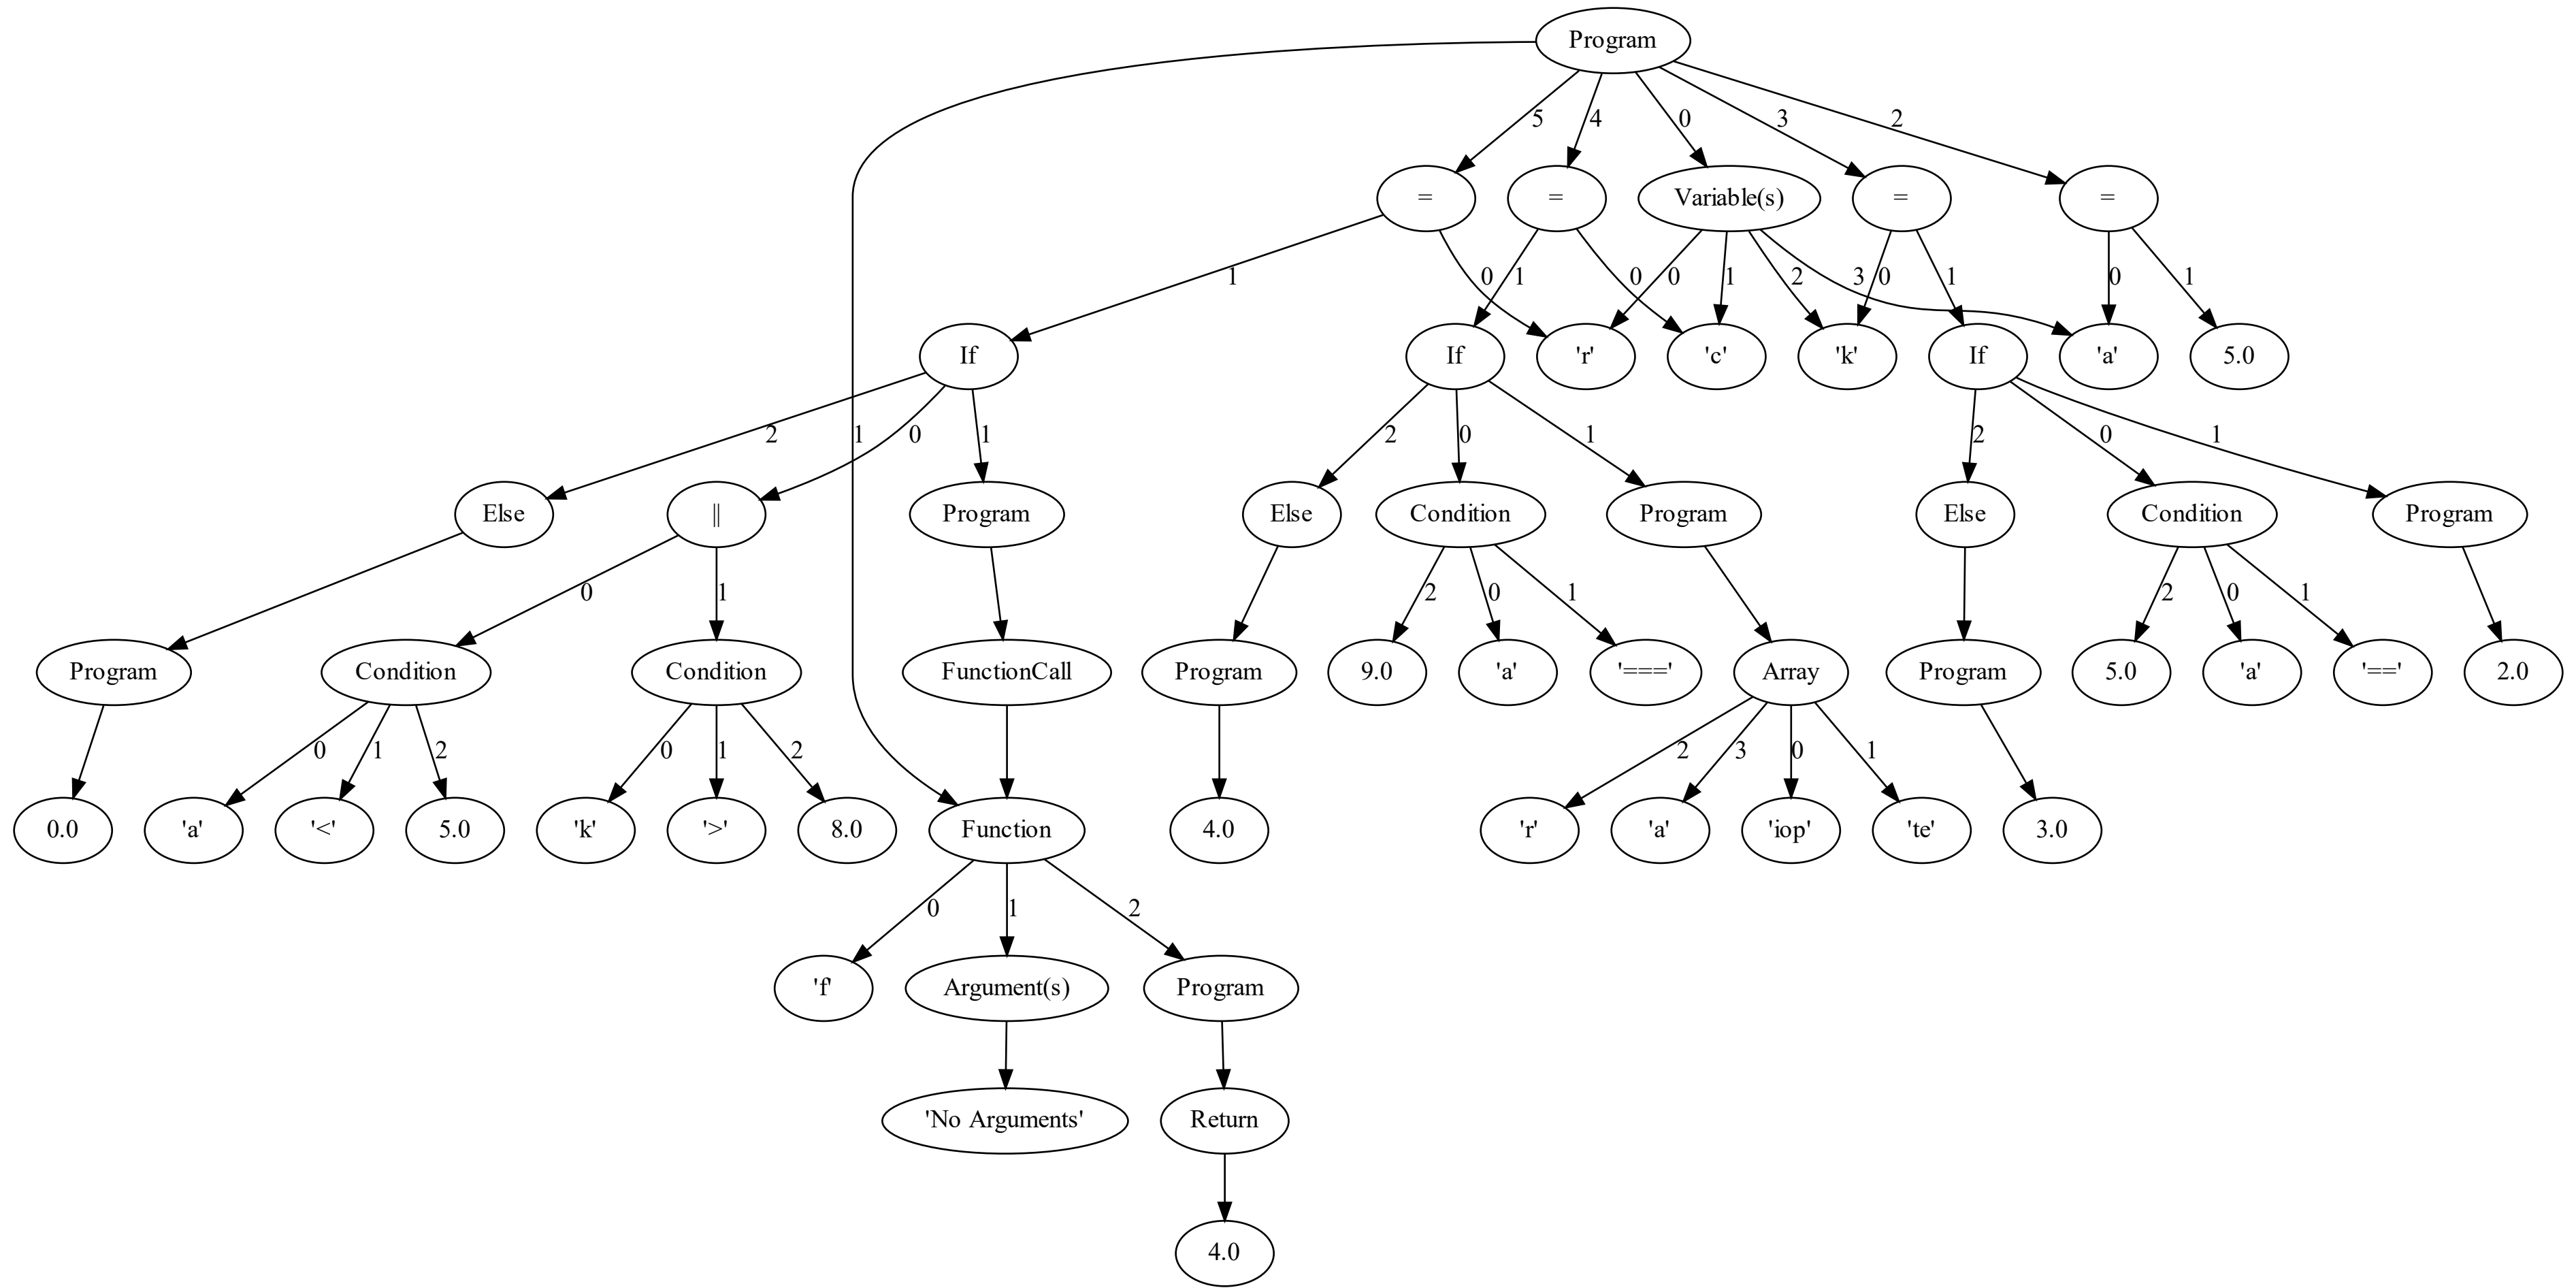 Program
5 4 0 3 2
= = Variable(s) = =
1 0 1 0 0 1 2 3 0 1 0 1
If If 'r' 'c' 'k' If 'a' 5.0
2 1 0 1 2 0 1 2 0 1
Else || Program Else Condition Program Else Condition Program
0 1 2 0 1 2 0 1
Program Condition Condition FunctionCall Program 9.0 'a' '===' Array Program 5.0 'a' '==' 2.0
0 1 2 0 1 2 2 3 0 1
0.0 'a' '<' 5.0 'k' '>' 8.0 Function 4.0 'r' 'a' 'iop' 'te' 3.0
0 1 2
'f' Argument(s) Program
'No Arguments' Return
4.0